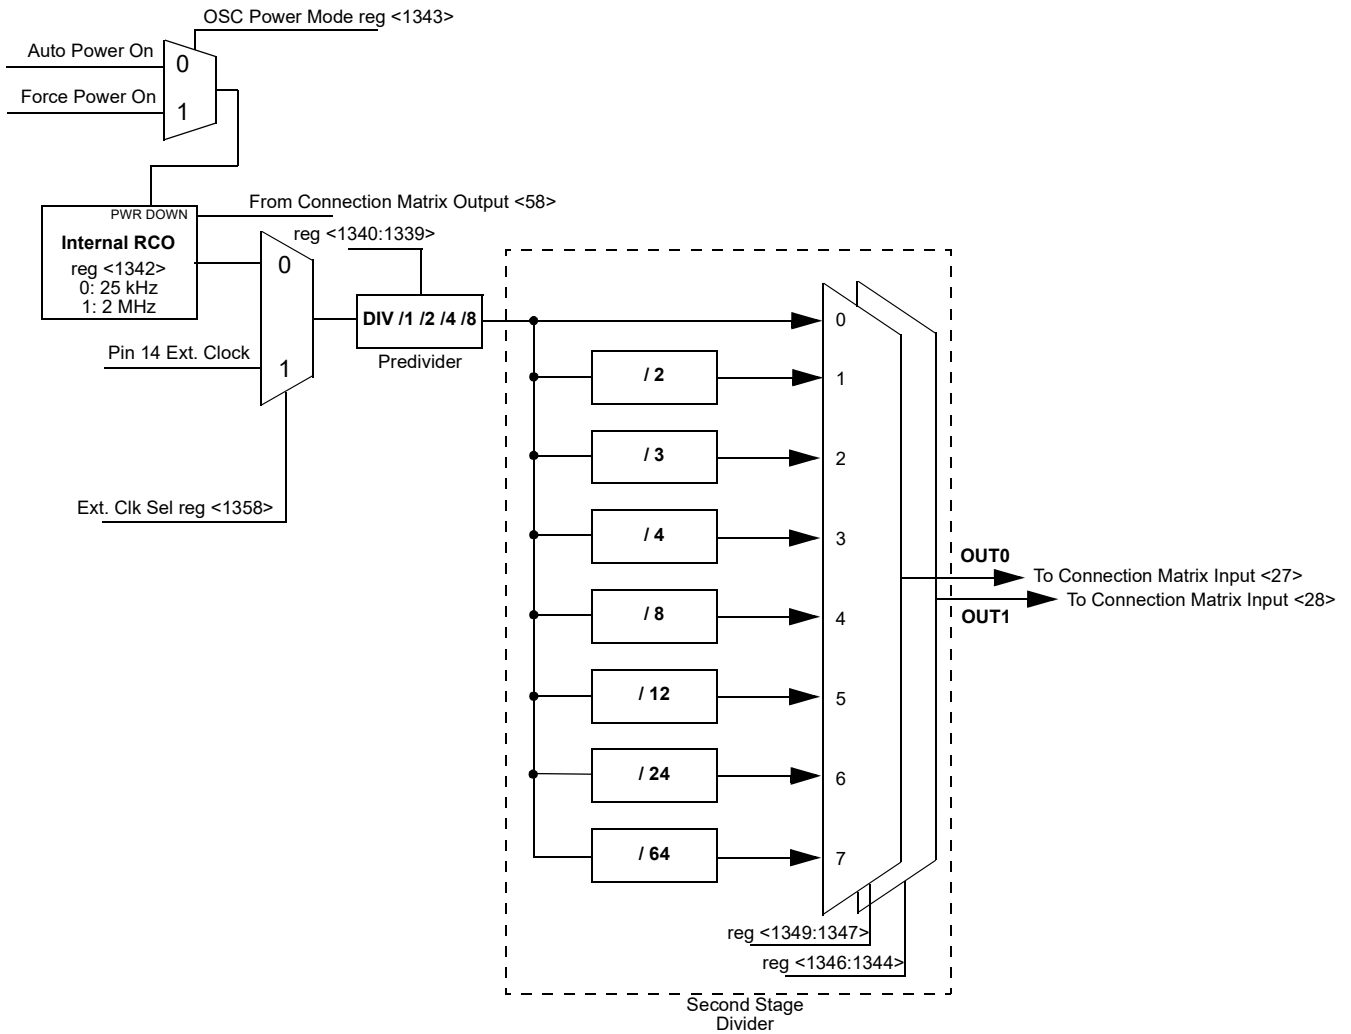 OSC Power Mode reg <1343>
Auto Power On
0
Force Power On
1
From Connection Matrix Output <58>
PWR DOWN
Internal RCO
reg <1342>
0: 25 kHz
1: 2 MHz
reg <1340:1339>
0
DIV /1 /2 /4 /8
Predivider
Pin 14 Ext. Clock
1
Ext. Clk Sel reg <1358>
0
/ 2
1
/ 3
2
/ 4
3
/ 8
4
/ 12
5
/ 24
6
/ 64
7
OUT0
To Connection Matrix Input <27>
To Connection Matrix Input <28>
OUT1
reg <1349:1347>
reg <1346:1344>
Second Stage
Divider